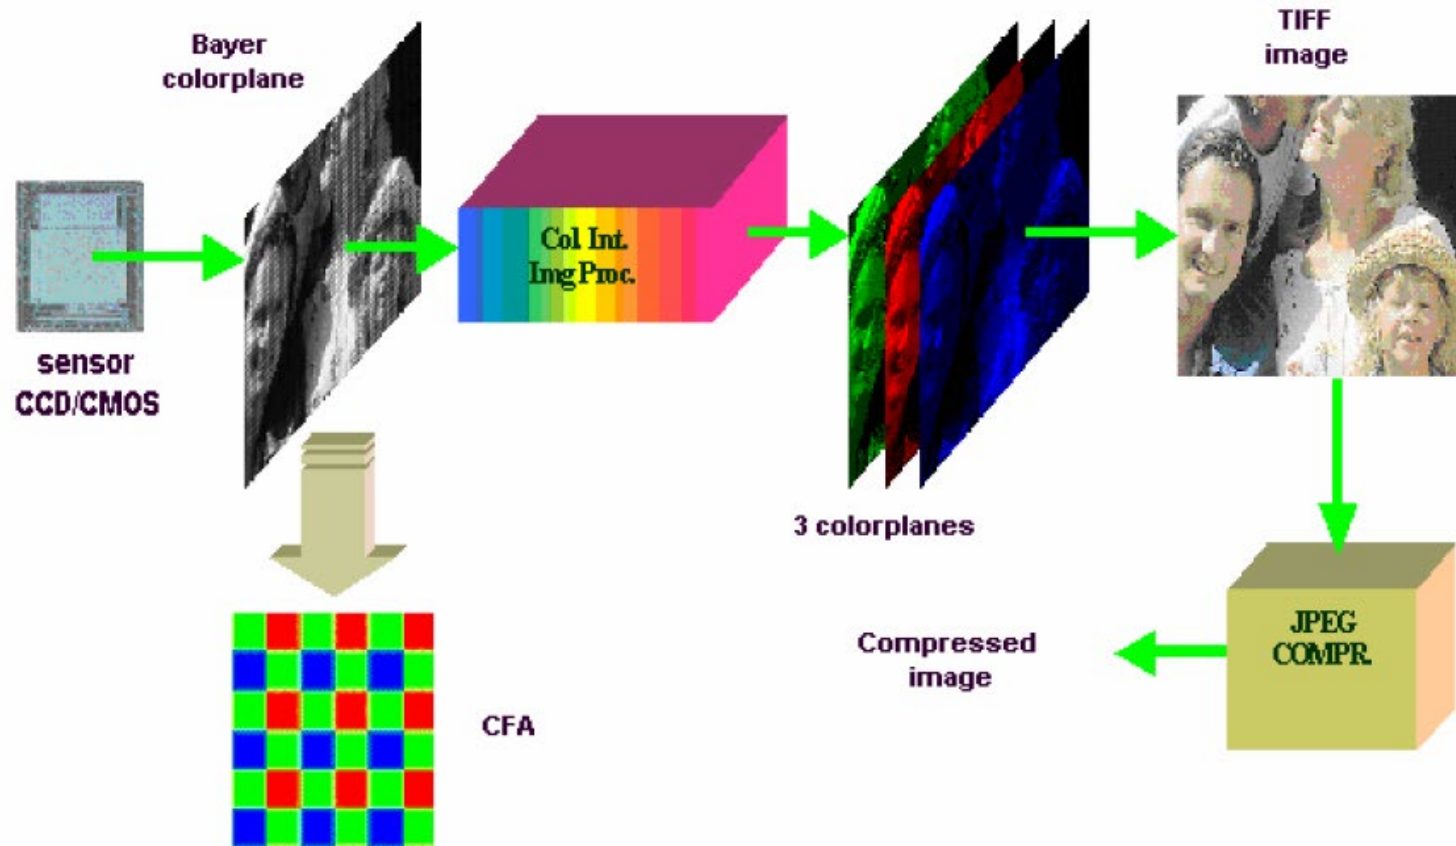 Bayer
colorplane
TIFF
image
Col. Int.
Img Proc.
sensor
CCD/CMOS
3 colorplanes
JPEG
COMPR.
Compressed
image
CFA